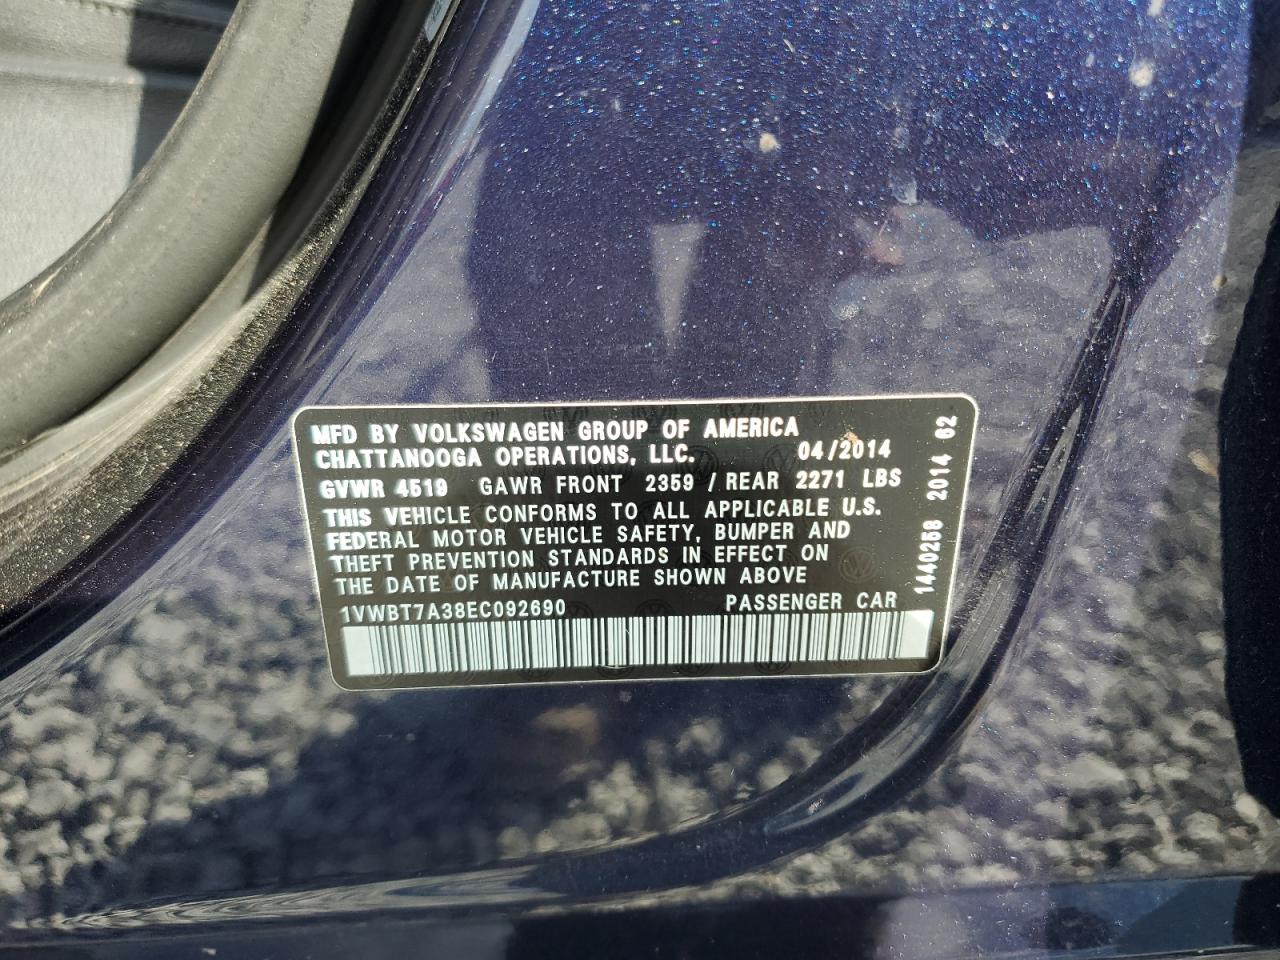 MFD BY VOLKSWAGEN GROUP OF AMERICA
CHATTANOOGA OPERATIONS, LLC. 04/2014
GVWR 4519 GAWR FRONT 2359 / REAR 2271 LBS
THIS VEHICLE CONFORMS TO ALL APPLICABLE U.S.
FEDERAL MOTOR VEHICLE SAFETY, BUMPER AND
THEFT PREVENTION STANDARDS IN EFFECT ON
THE DATE OF MANUFACTURE SHOWN ABOVE
1VWBT7A38EC092690 PASSENGER CAR
1440258 2014 62